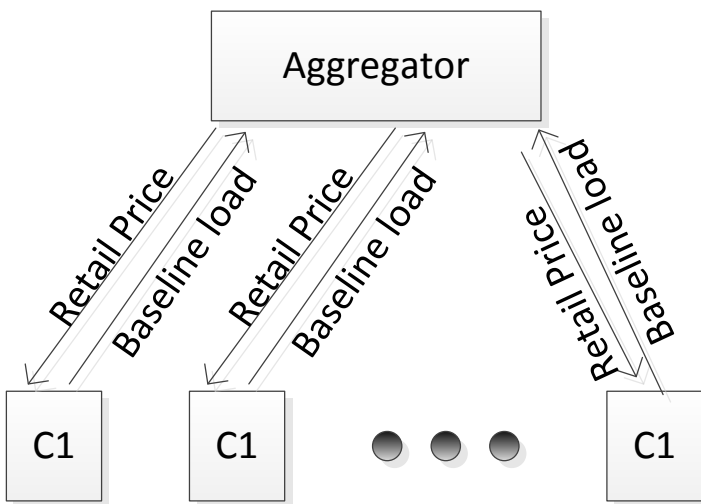 Aggregator
Retail Price
Baseline load
Retail Price
Baseline load
Retail Price
Baseline load
C1
C1
C1